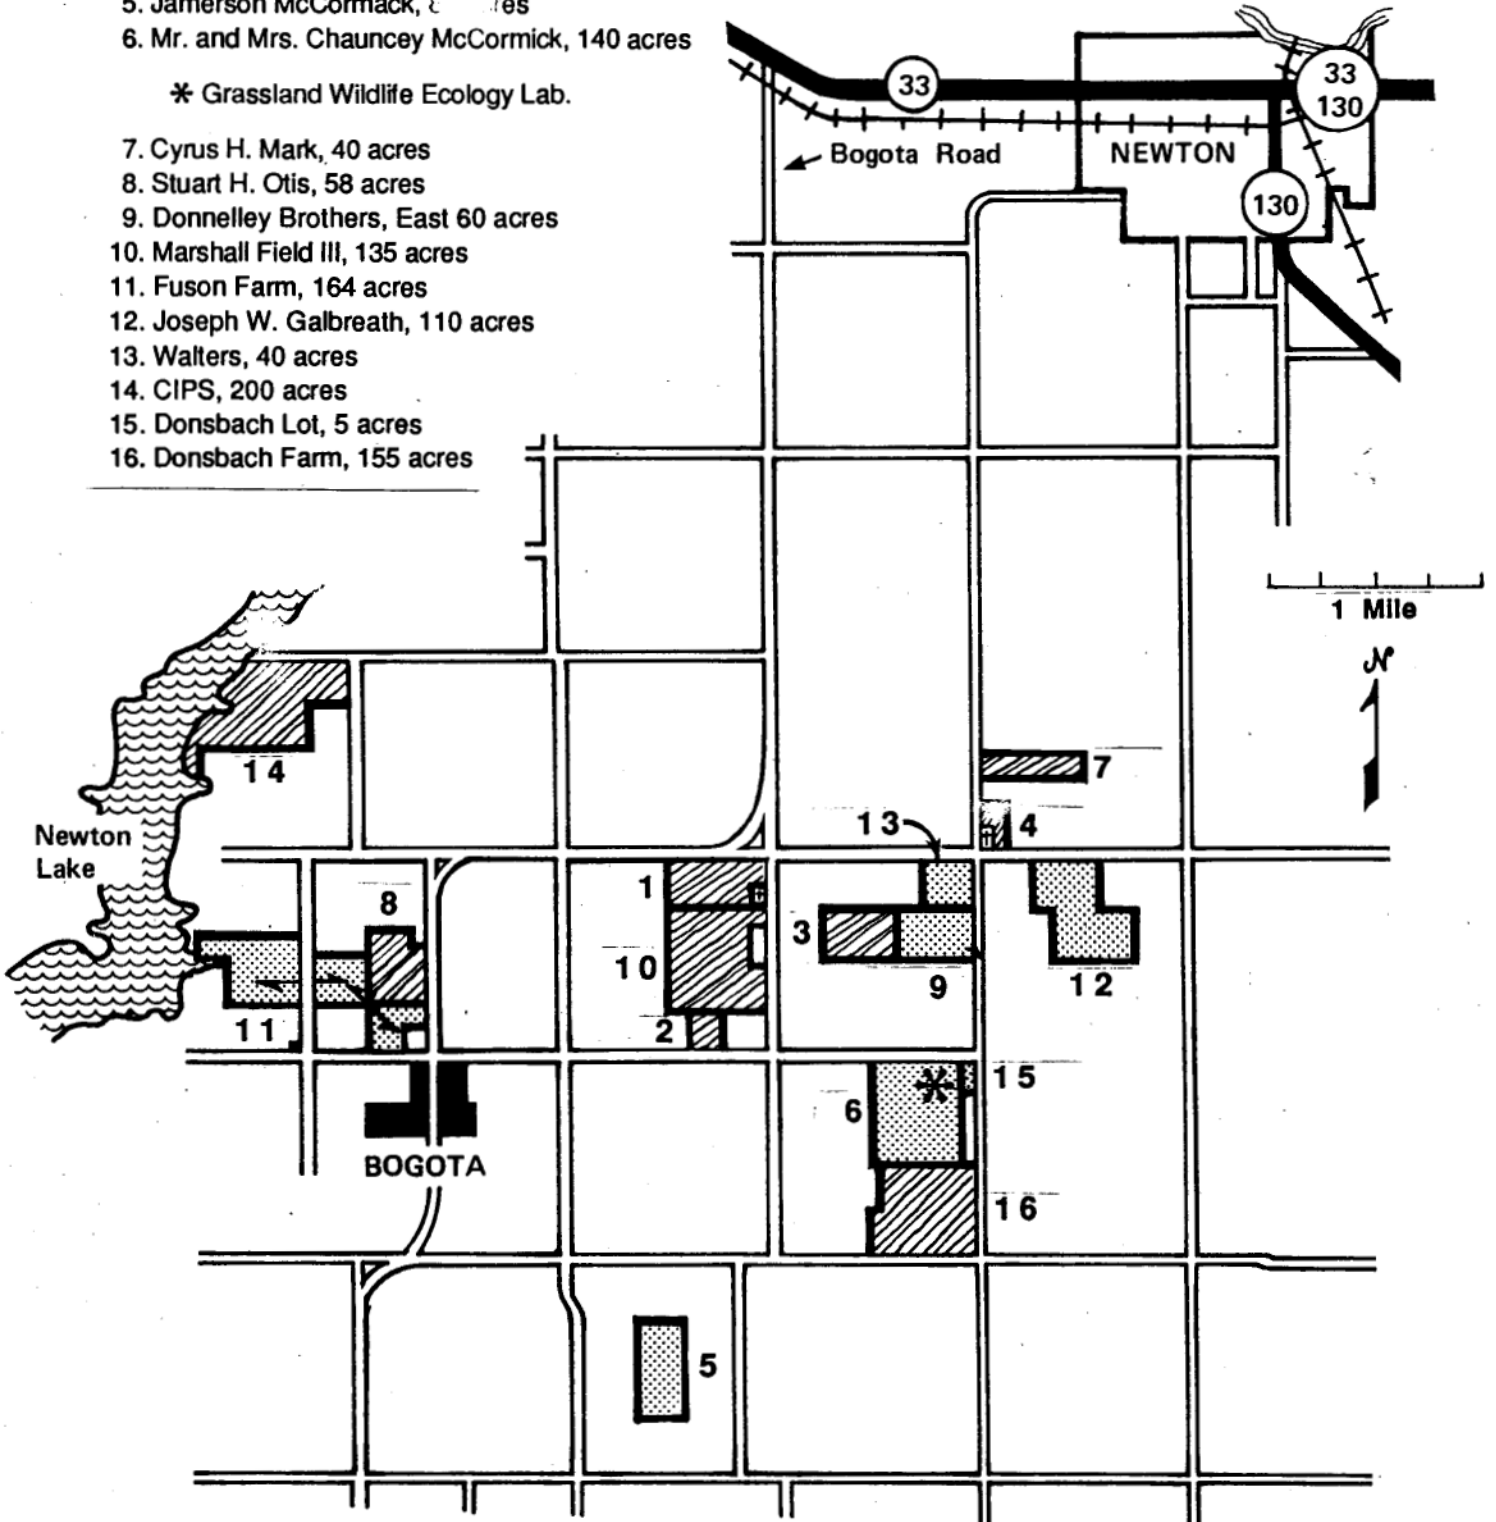 5. Jamerson McCormack,
6. Mr. and Mrs. Chauncey McCormick, 140 acres
* Grassland Wildlife Ecology Lab.
7. Cyrus H. Mark, 40 acres
8. Stuart H. Otis, 58 acres
9. Donnelley Brothers, East 60 acres
10. Marshall Field III, 135 acres
11. Fuson Farm, 164 acres
12. Joseph W. Galbreath, 110 acres
13. Walters, 40 acres
14. CIPS, 200 acres
15. Donsbach Lot, 5 acres
16. Donsbach Farm, 155 acres
33
33
130
Bogota Road
NEWTON
130
1 Mile
N
14
7
Newton
Lake
13
4
8
1
3
10
9
12
11
2
15
6
BOGOTA
16
5